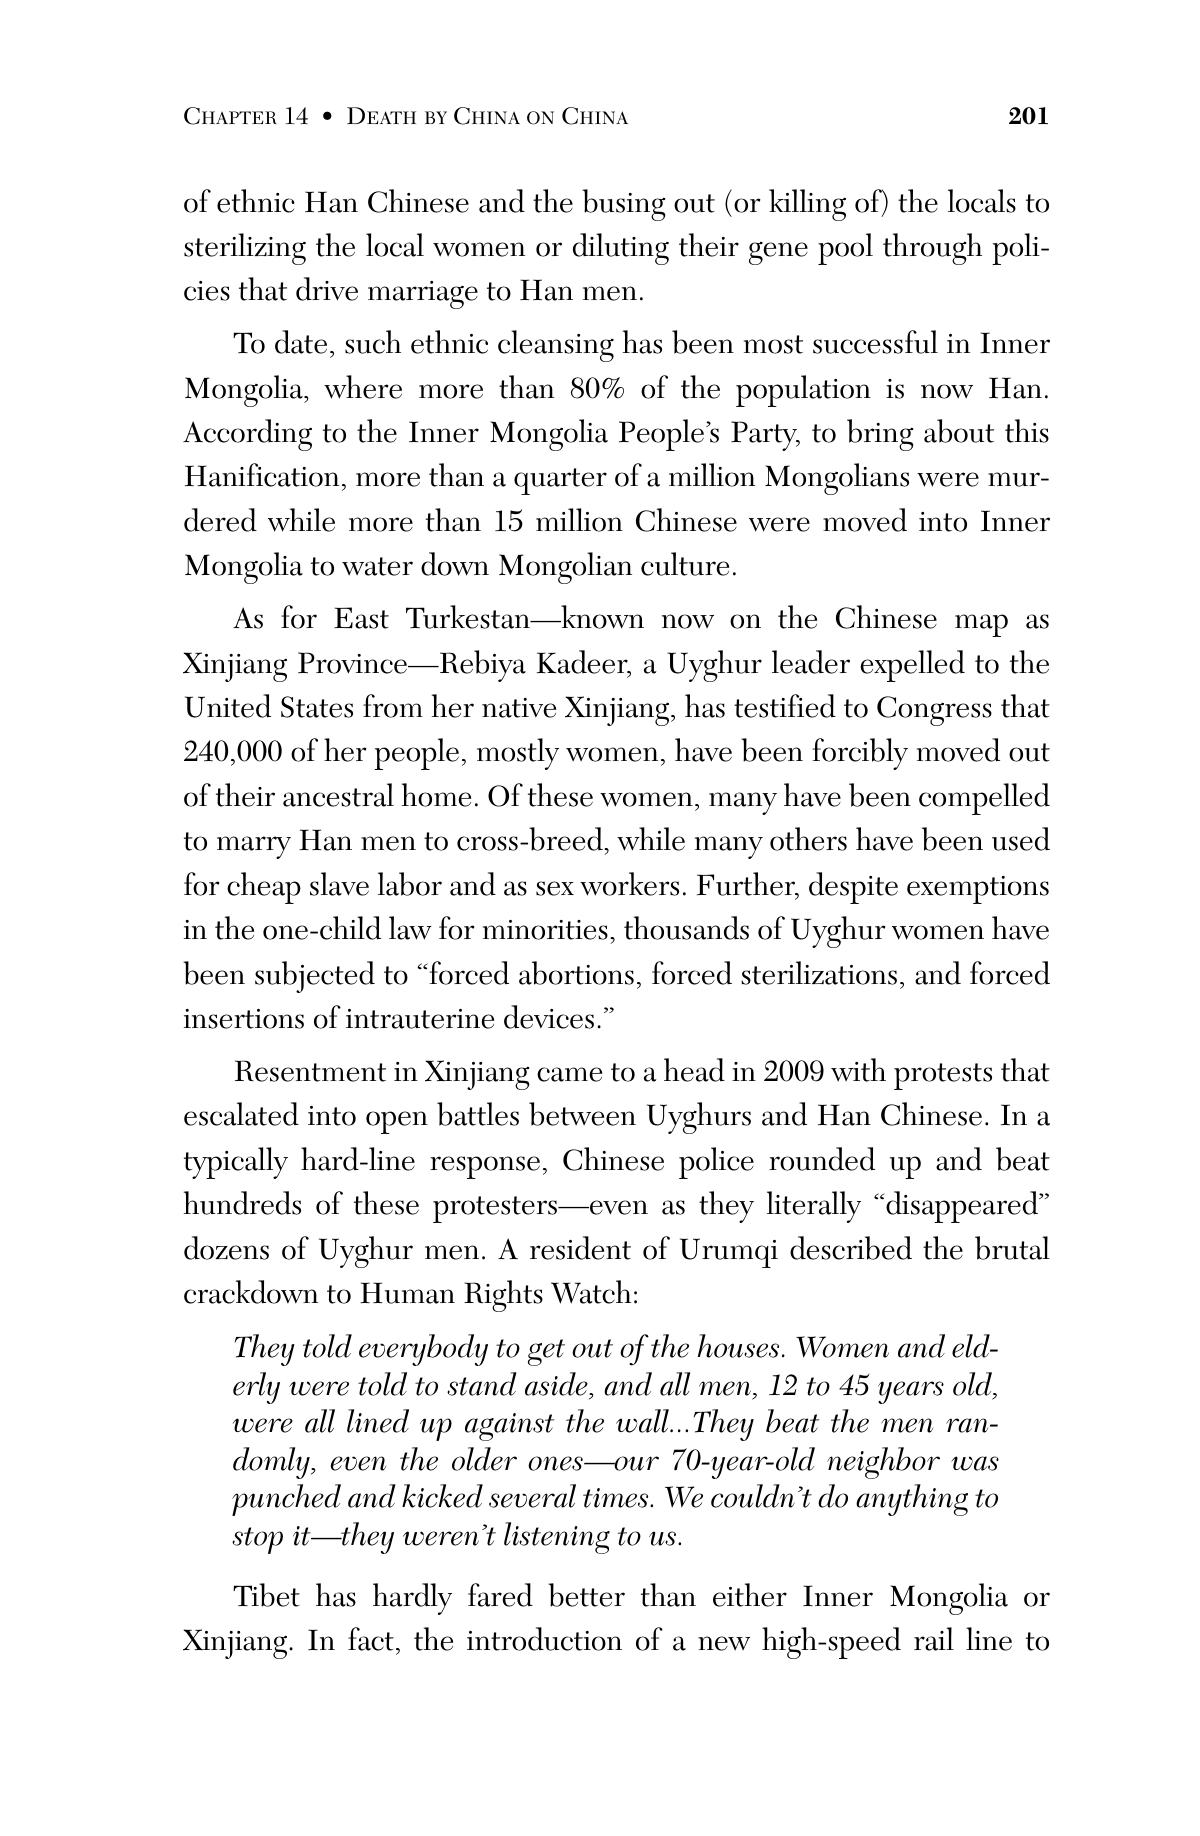 CHAPTER 14 • DEATH BY CHINA ON CHINA 201
of ethnic Han Chinese and the busing out (or killing of) the locals to
sterilizing the local women or diluting their gene pool through poli-
cies that drive marriage to Han men.
To date, such ethnic cleansing has been most successful in Inner
Mongolia, where more than 80% of the population is now Han.
According to the Inner Mongolia People’s Party, to bring about this
Hanification, more than a quarter of a million Mongolians were mur-
dered while more than 15 million Chinese were moved into Inner
Mongolia to water down Mongolian culture.
As for East Turkestan—known now on the Chinese map as
Xinjiang Province—Rebiya Kadeer, a Uyghur leader expelled to the
United States from her native Xinjiang, has testified to Congress that
240,000 of her people, mostly women, have been forcibly moved out
of their ancestral home. Of these women, many have been compelled
to marry Han men to cross-breed, while many others have been used
for cheap slave labor and as sex workers. Further, despite exemptions
in the one-child law for minorities, thousands of Uyghur women have
been subjected to “forced abortions, forced sterilizations, and forced
insertions of intrauterine devices.”
Resentment in Xinjiang came to a head in 2009 with protests that
escalated into open battles between Uyghurs and Han Chinese. In a
typically hard-line response, Chinese police rounded up and beat
hundreds of these protesters—even as they literally “disappeared”
dozens of Uyghur men. A resident of Urumqi described the brutal
crackdown to Human Rights Watch:
They told everybody to get out of the houses. Women and eld-
erly were told to stand aside, and all men, 12 to 45 years old,
were all lined up against the wall...They beat the men ran-
domly, even the older ones—our 70-year-old neighbor was
punched and kicked several times. We couldn’t do anything to
stop it—they weren’t listening to us.
Tibet has hardly fared better than either Inner Mongolia or
Xinjiang. In fact, the introduction of a new high-speed rail line to